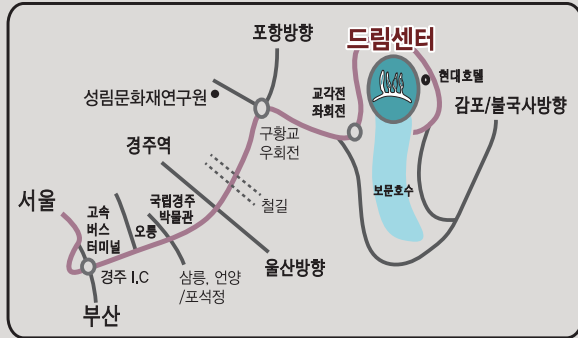 드림센터
포항방향
현대호텔
성림문화재연구원
교각전
좌회전
감포/불국사방향
구황교
우회전
경주역
보문호수
서울
고속
버스
터미널
오릉
국립경주
박물관
철길
경주 I.C
삼릉, 언양
/포석정
울산방향
부산